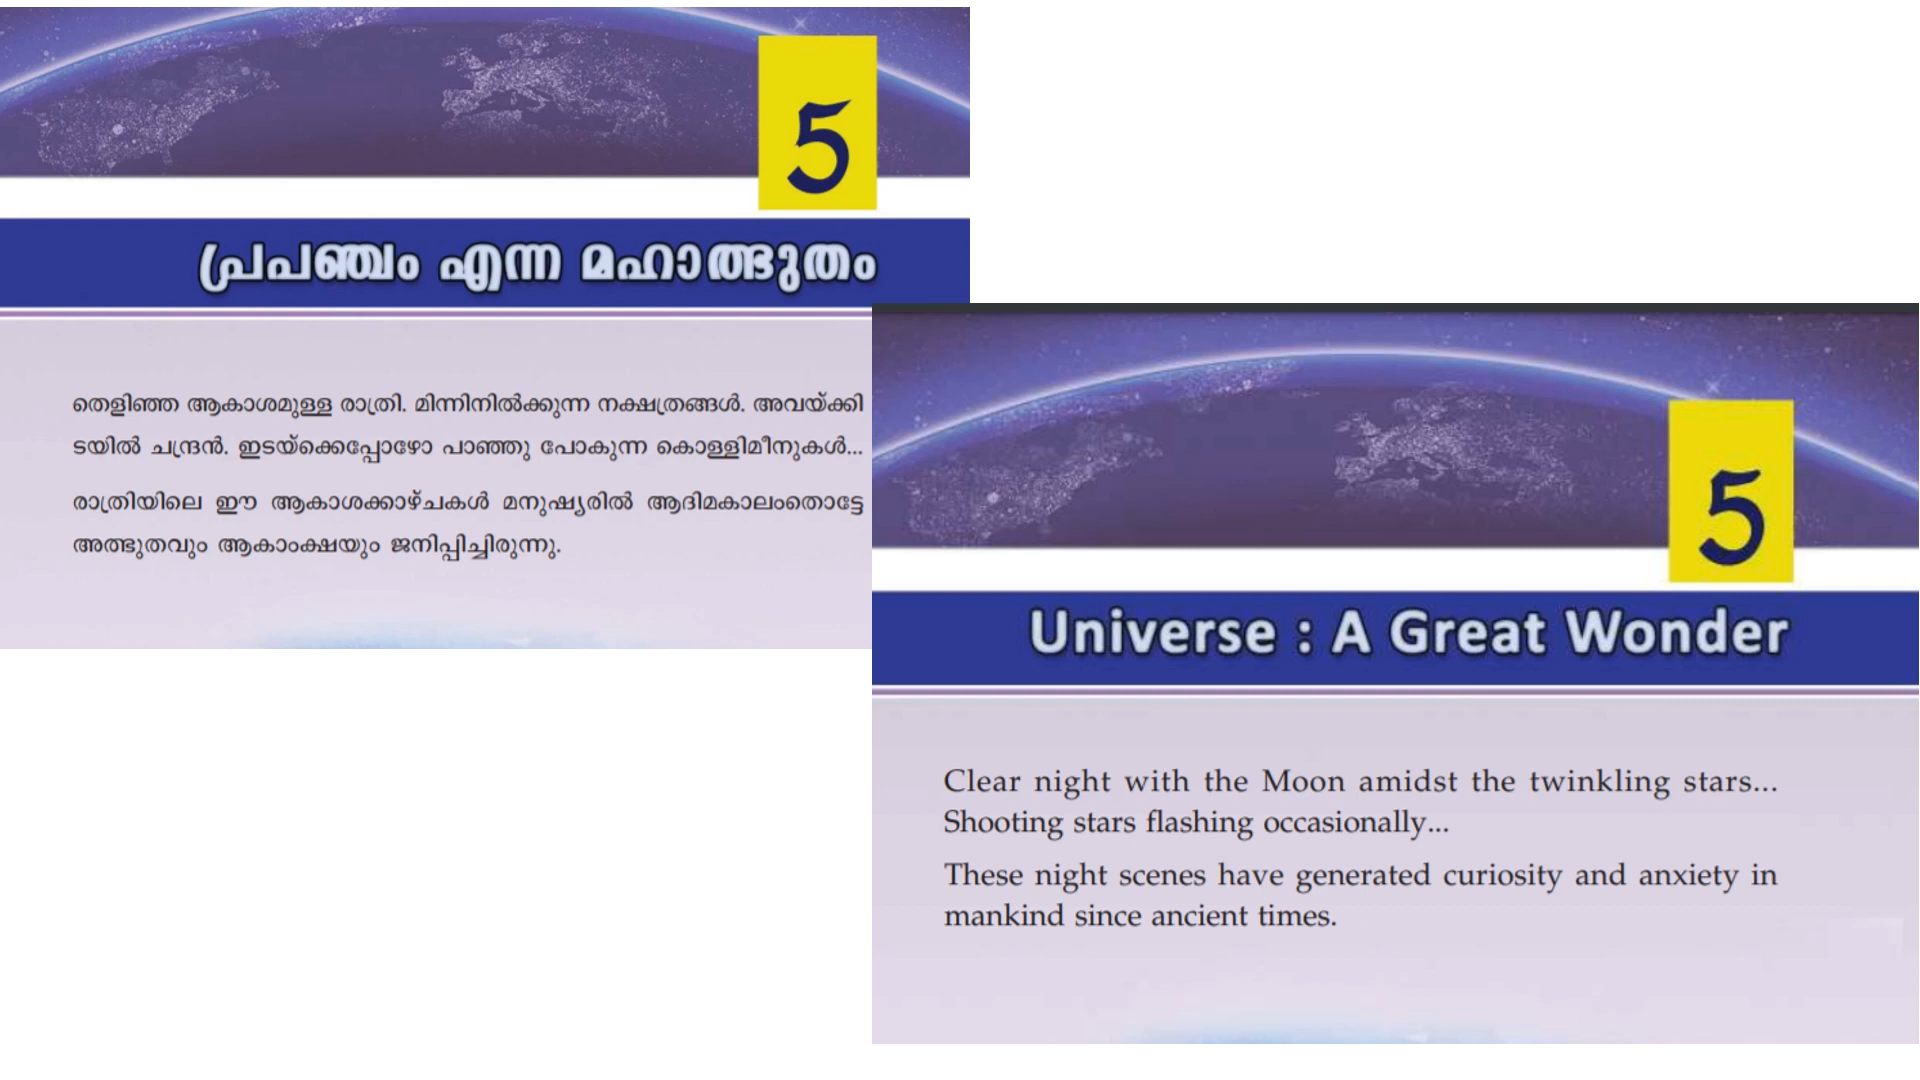 5
പ്രപഞ്ചം എന്ന മഹാത്ഭുതം
തെളിഞ്ഞ ആകാശമുള്ള രാത്രി. മിന്നിനിൽക്കുന്ന നക്ഷത്രങ്ങൾ. അവയ്ക്കി
ടയിൽ ചന്ദ്രൻ. ഇടയ്ക്കെപ്പോഴോ പാഞ്ഞു പോകുന്ന കൊള്ളിമീനുകൾ...
രാത്രിയിലെ ഈ ആകാശക്കാഴ്ചകൾ മനുഷ്യരിൽ ആദിമകാലംതൊട്ടേ
അത്ഭുതവും ആകാംക്ഷയും ജനിപ്പിച്ചിരുന്നു.
5
Universe : A Great Wonder
Clear night with the Moon amidst the twinkling stars...
Shooting stars flashing occasionally...
These night scenes have generated curiosity and anxiety in
mankind since ancient times.